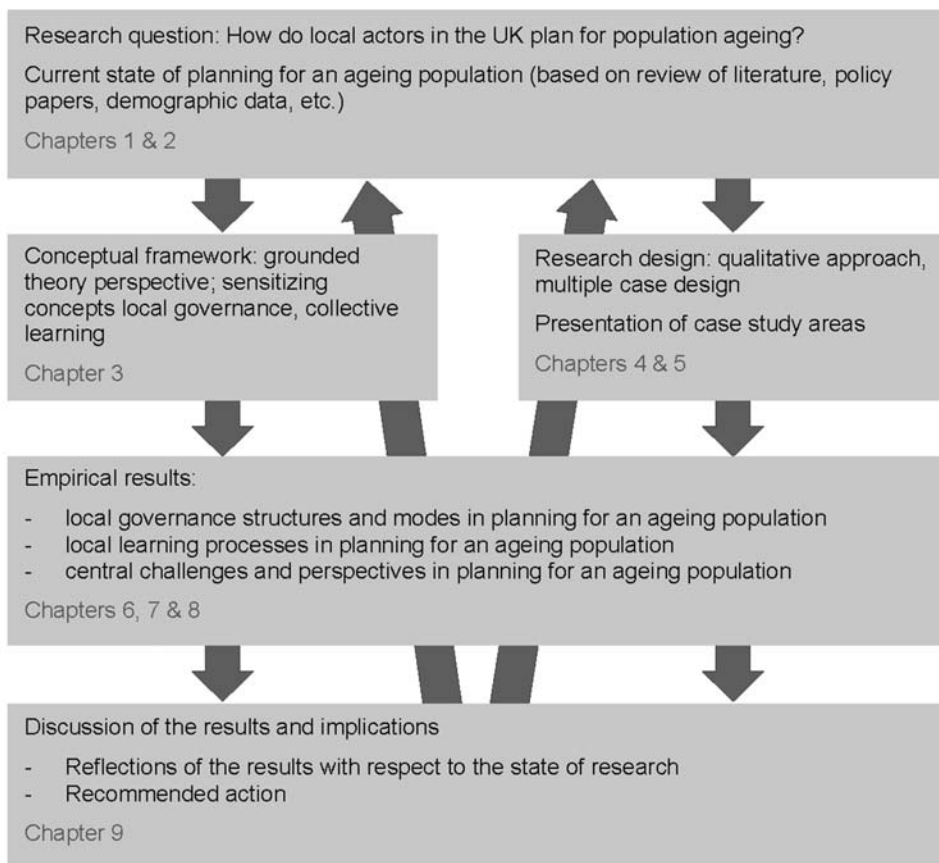 Research question: How do local actors in the UK plan for population ageing?
Current state of planning for an ageing population (based on review of literature, policy
papers, demographic data, etc.)
Chapters 1 & 2
Conceptual framework: grounded
theory perspective; sensitizing
concepts local governance, collective
learning
Chapter 3
Research design: qualitative approach,
multiple case design
Presentation of case study areas
Chapters 4 & 5
Empirical results:
- local governance structures and modes in planning for an ageing population
- local learning processes in planning for an ageing population
- central challenges and perspectives in planning for an ageing population
Chapters 6, 7 & 8
Discussion of the results and implications
- Reflections of the results with respect to the state of research
- Recommended action
Chapter 9